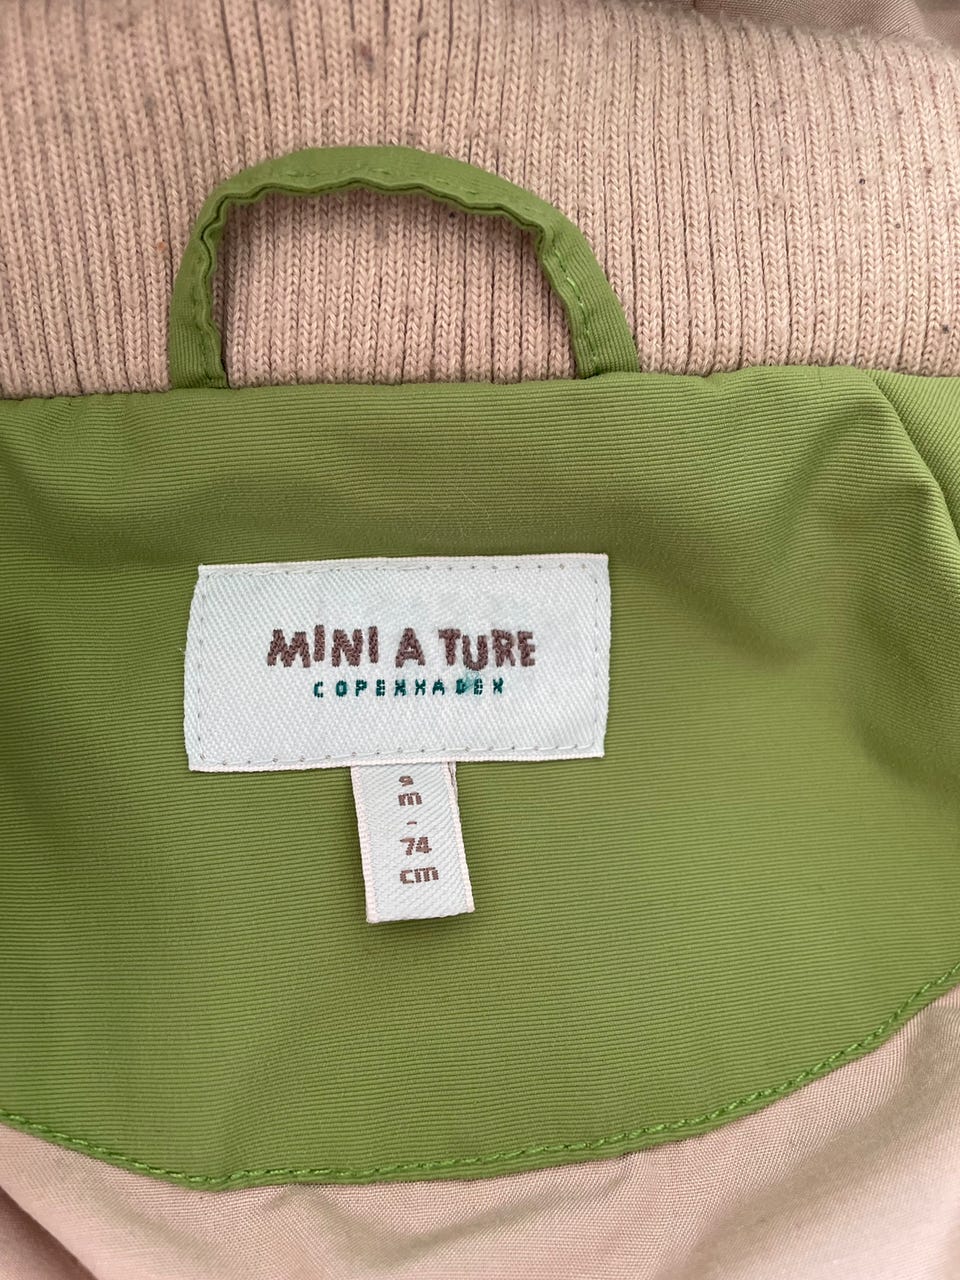 MINI A TURE
COPENHAGEN
9
m
-
74
cm